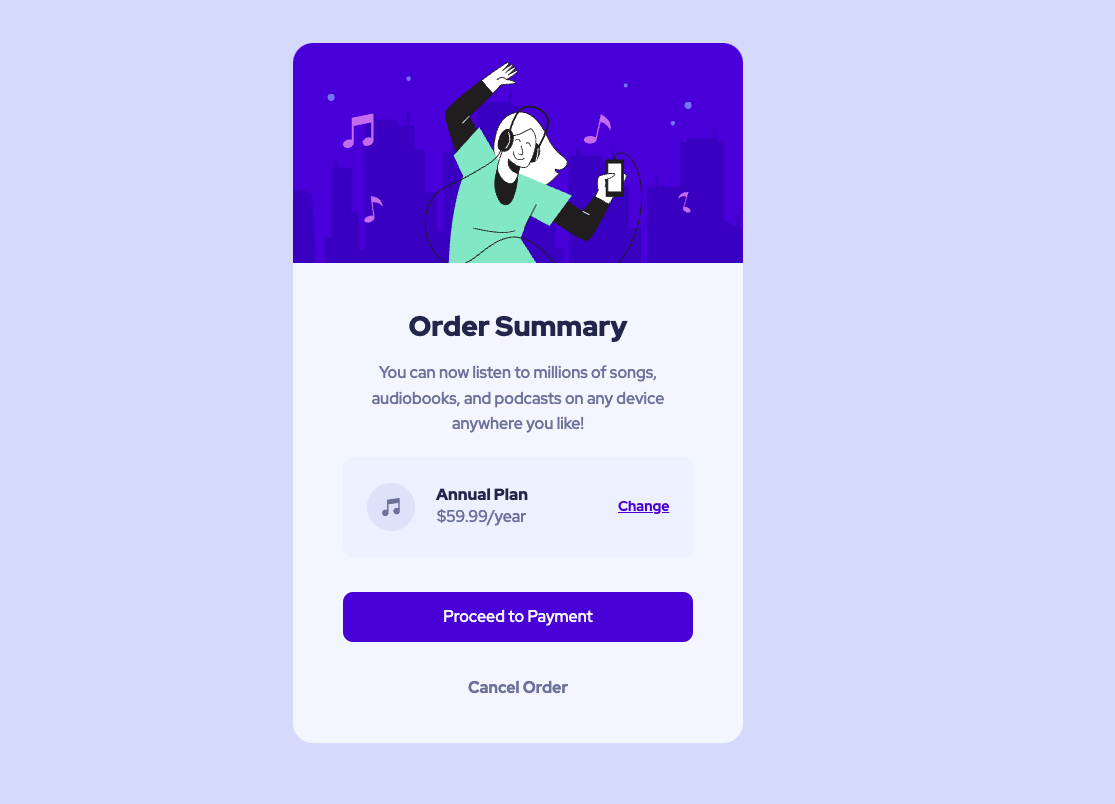 Order Summary
You can now listen to millions of songs,
audiobooks, and podcasts on any device
anywhere you like!
Annual Plan
$59.99/year
Change
Proceed to Payment
Cancel Order